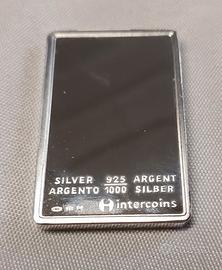 SILVER 925 ARGENT
ARGENTO 1000 SILBER
intercoins